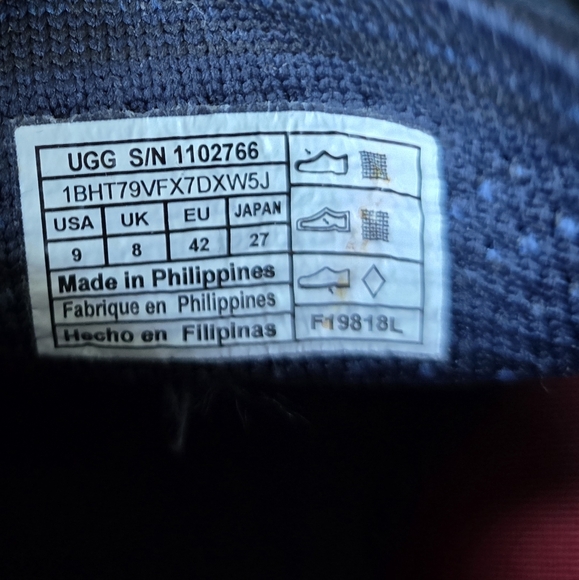 UGG S/N 1102766
1BHT79VFX7DXW5J
USA UK EU JAPAN
9 8 42 27
Made in Philippines
Fabrique en Philippines
Hecho en Filipinas
F19818L